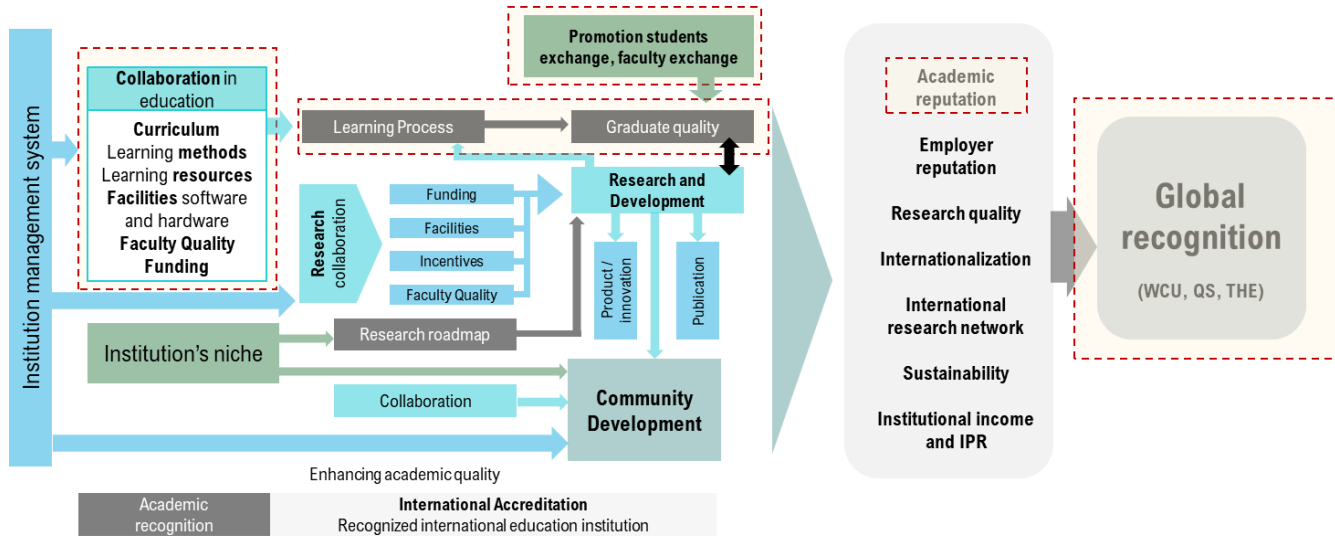 Institution management system
Collaboration in
education
Curriculum
Learning methods
Learning resources
Facilities software
and hardware
Faculty Quality
Funding
Promotion students
exchange, faculty exchange
Learning Process
Graduate quality
Research
collaboration
Funding
Facilities
Incentives
Faculty Quality
Research and
Development
Product /
innovation
Publication
Institution's niche
Research roadmap
Collaboration
Community
Development
Enhancing academic quality
Academic
recognition
International Accreditation
Recognized international education institution
Academic
reputation
Employer
reputation
Research quality
Internationalization
International
research network
Sustainability
Institutional income
and IPR
Global
recognition
(WCU, QS, THE)